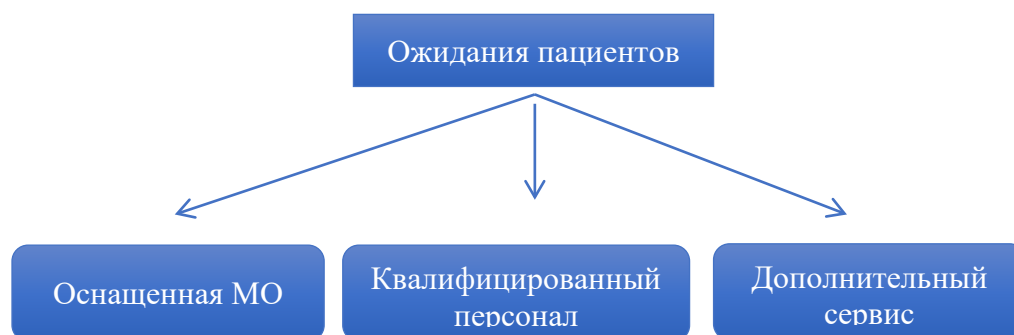 Ожидания пациентов
Оснащенная МО
Квалифицированный
персонал
Дополнительный
сервис